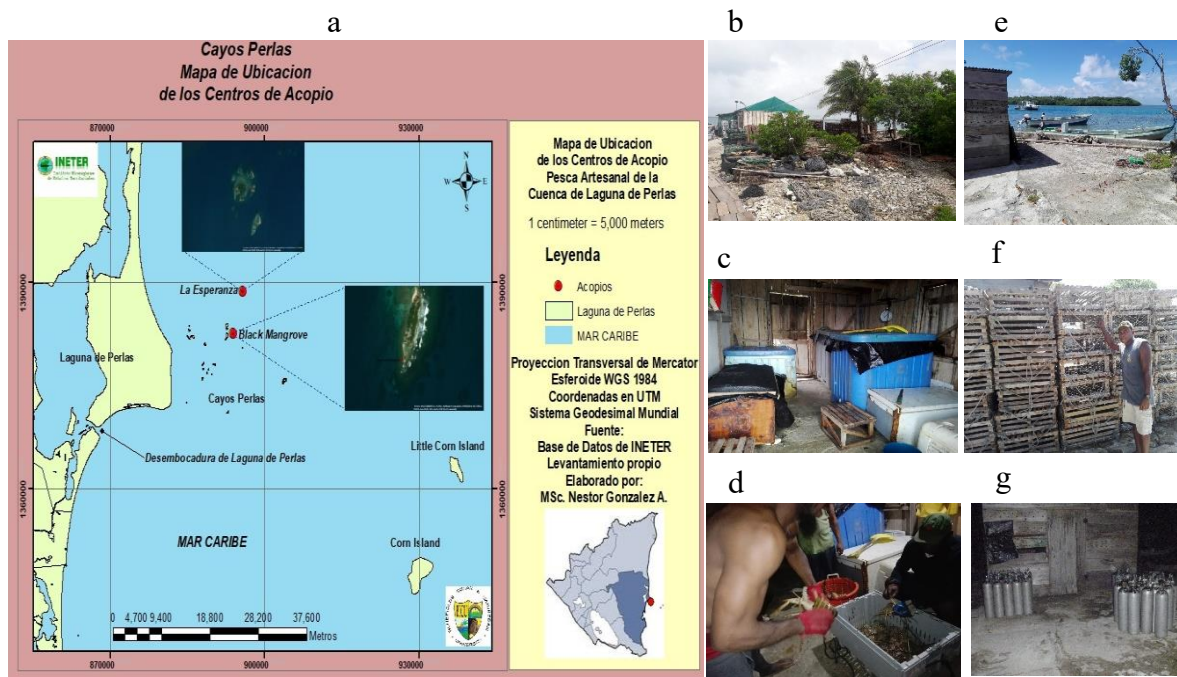 a
Cayos Perlas
Mapa de Ubicacion
de los Centros de Acopio
870000
900000
930000
INETER
N
W
E
S
La Esperanza
Black Mangrove
Laguna de Perlas
Cayos Perlas
Desembocadura de Laguna de Perlas
Little Corn Island
Corn Island
MAR CARIBE
1390000
1390000
1360000
1360000
0 4,700 9,400 18,800 28,200 37,600
Metros
870000
900000
930000
Mapa de Ubicacion
de los Centros de Acopio
Pesca Artesanal de la
Cuenca de Laguna de Perlas
1 centimeter = 5,000 meters
Leyenda
Acopios
Laguna de Perlas
MAR CARIBE
Proyeccion Transversal de Mercator
Esferoide WGS 1984
Coordenadas en UTM
Sistema Geodesimal Mundial
Fuente:
Base de Datos de INETER
Levantamiento propio
Elaborado por:
MSc. Nestor Gonzalez A.
b
e
c
f
d
g